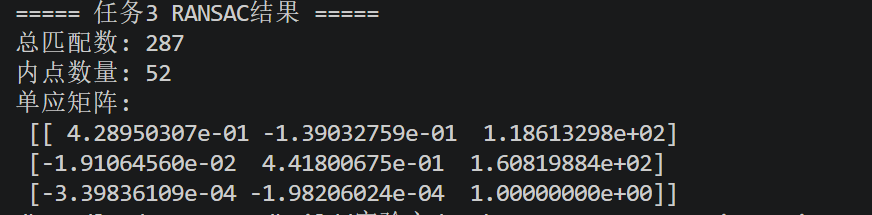 ===== 任务3 RANSAC结果 =====
总匹配数: 287
内点数量: 52
单应矩阵:
[[ 4.28950307e-01 -1.39032759e-01  1.18613298e+02]
[-1.91064560e-02  4.41800675e-01  1.60819884e+02]
[-3.39836109e-04 -1.98206024e-04  1.00000000e+00]]